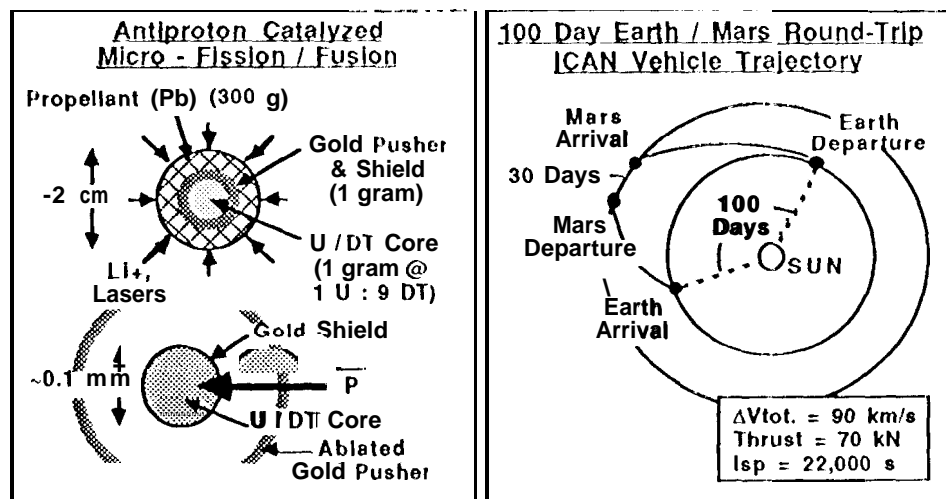 Antiproton Catalyzed
Micro - Fission / Fusion
Propellant (Pb) (300 g)
Gold Pusher
& Shield
(1 gram)
-2 cm
U / DT Core
(1 gram @
1 U : 9 DT)
Li+,
Lasers
Gold Shield
~0.1 mm
P
U / DT Core
Ablated
Gold Pusher
100 Day Earth / Mars Round-Trip
ICAN Vehicle Trajectory
Mars
Arrival
Earth
Departure
30 Days
100
Days
Mars
Departure
SUN
Earth
Arrival
ΔVtot. = 90 km/s
Thrust = 70 kN
Isp = 22,000 s